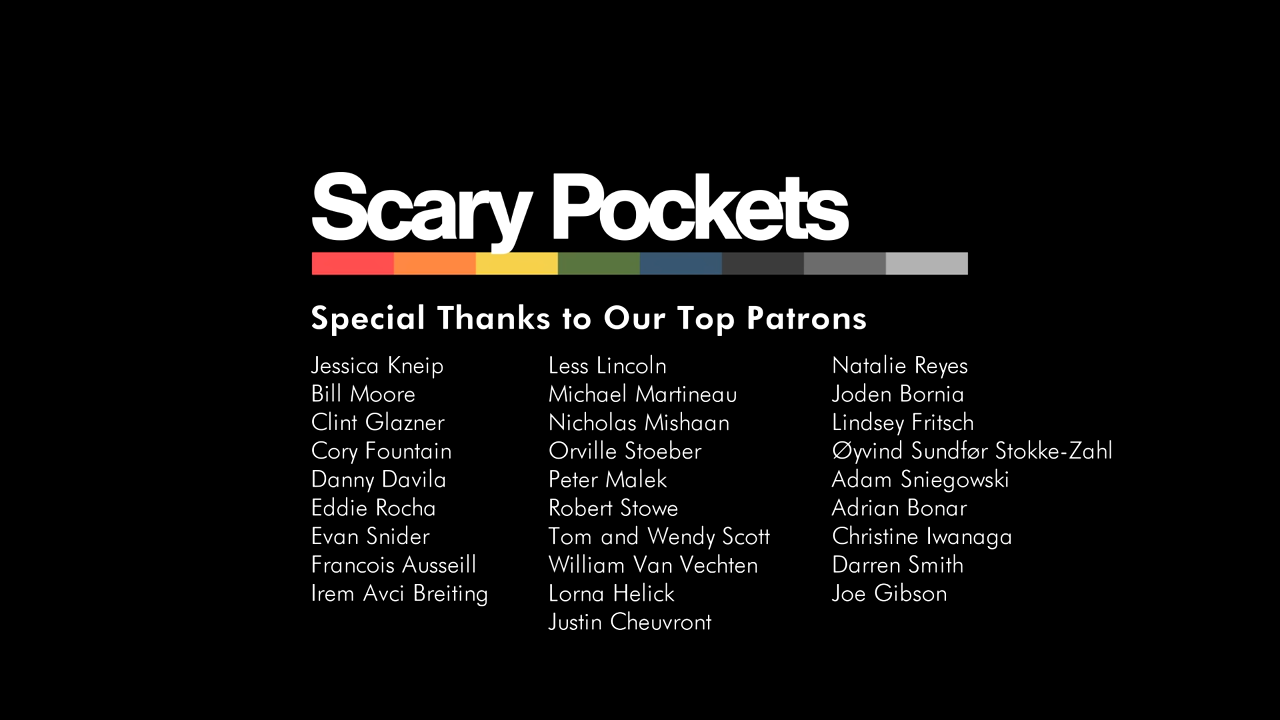 Scary Pockets
Special Thanks to Our Top Patrons
Jessica Kneip
Bill Moore
Clint Glazner
Cory Fountain
Danny Davila
Eddie Rocha
Evan Snider
Francois Ausseill
Irem Avci Breiting
Less Lincoln
Michael Martineau
Nicholas Mishaan
Orville Stoeber
Peter Malek
Robert Stowe
Tom and Wendy Scott
William Van Vechten
Lorna Helick
Justin Cheuvront
Natalie Reyes
Joden Bornia
Lindsey Fritsch
Øyvind Sundfør Stokke-Zahl
Adam Sniegowski
Adrian Bonar
Christine Iwanaga
Darren Smith
Joe Gibson